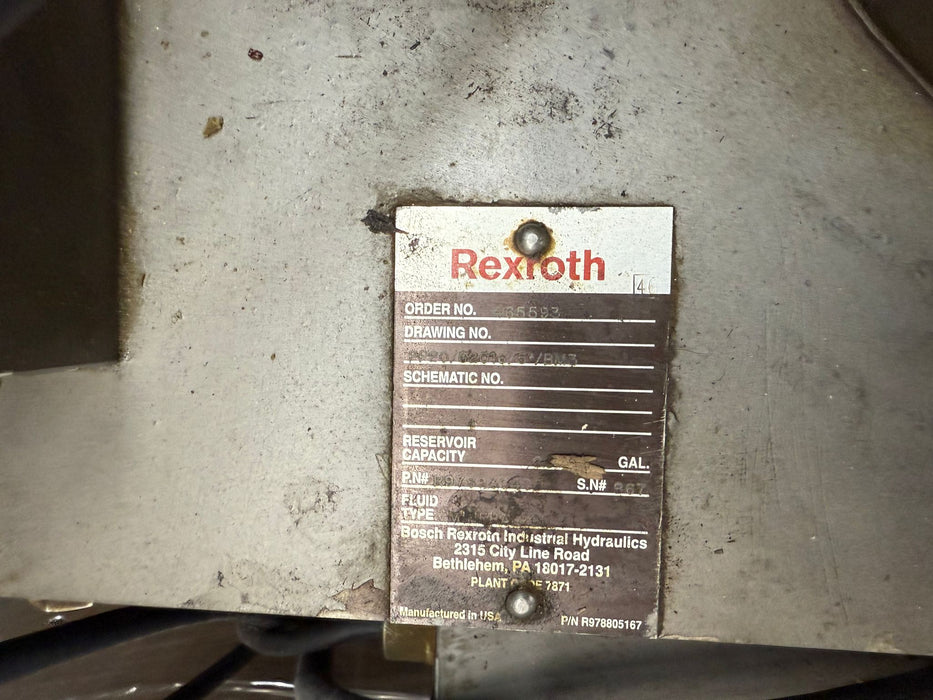 Rexroth
ORDER NO.
DRAWING NO.
SCHEMATIC NO.
RESERVOIR
CAPACITY GAL.
P.N# S.N# 867
FLUID
TYPE
Bosch Rexroth Industrial Hydraulics
2315 City Line Road
Bethlehem, PA 18017-2131
PLANT CODE 7871
Manufactured in USA P/N R978805167